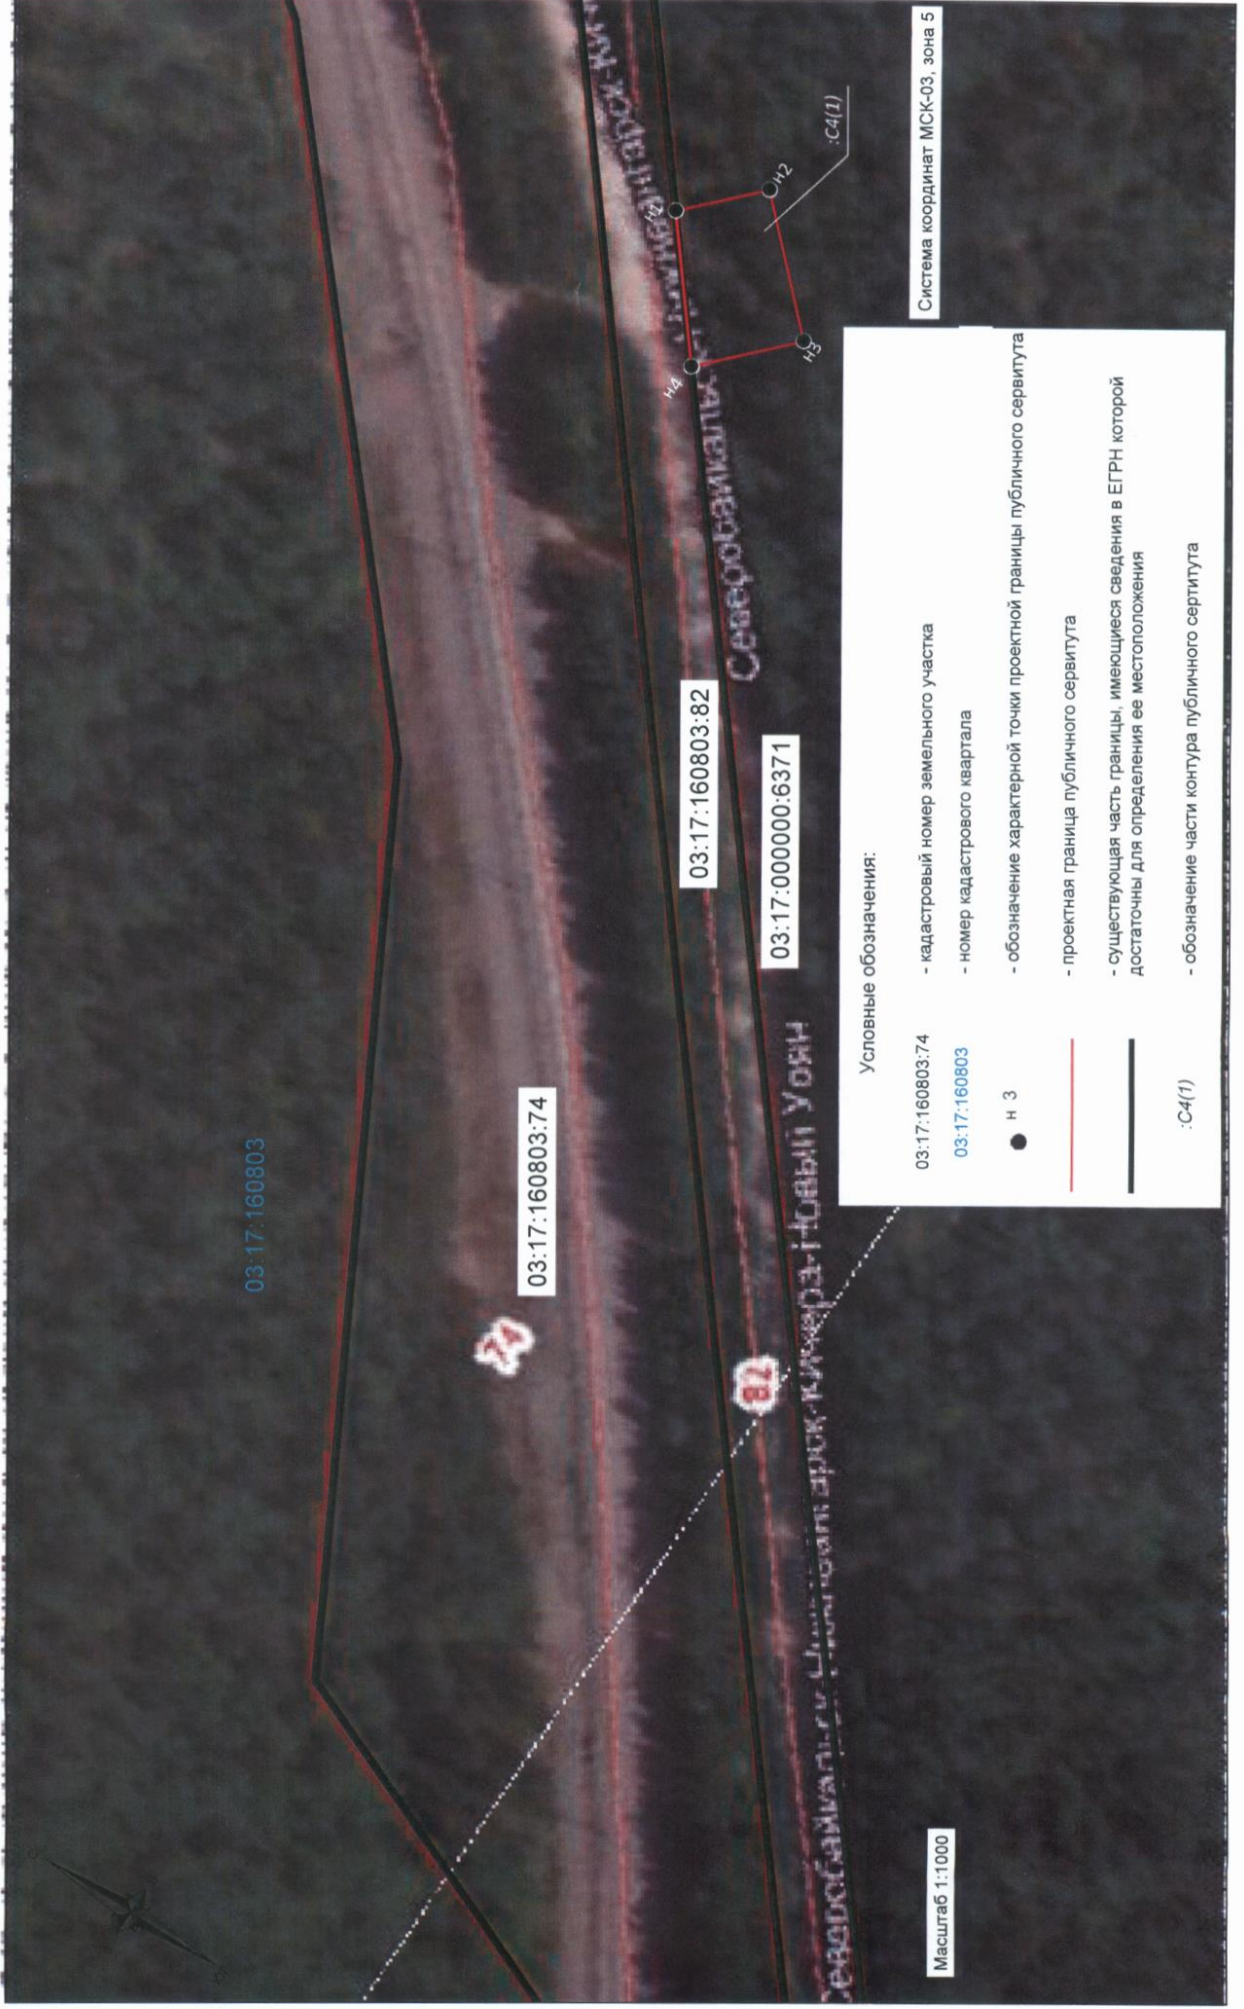 03:17:160803
74
03:17:160803:74
82
03:17:160803:82
03:17:000000:6371
Северобайкальск
Кичера-Новый Уоян
н1
н2
н3
н4
:С4(1)
Система координат МСК-03, зона 5
Масштаб 1:1000
Условные обозначения:
03:17:160803:74 - кадастровый номер земельного участка
03:17:160803 - номер кадастрового квартала
н 3 - обозначение характерной точки проектной границы публичного сервитута
- проектная граница публичного сервитута
- существующая часть границы, имеющиеся сведения в ЕГРН которой
достаточны для определения ее местоположения
:С4(1) - обозначение части контура публичного сертитута